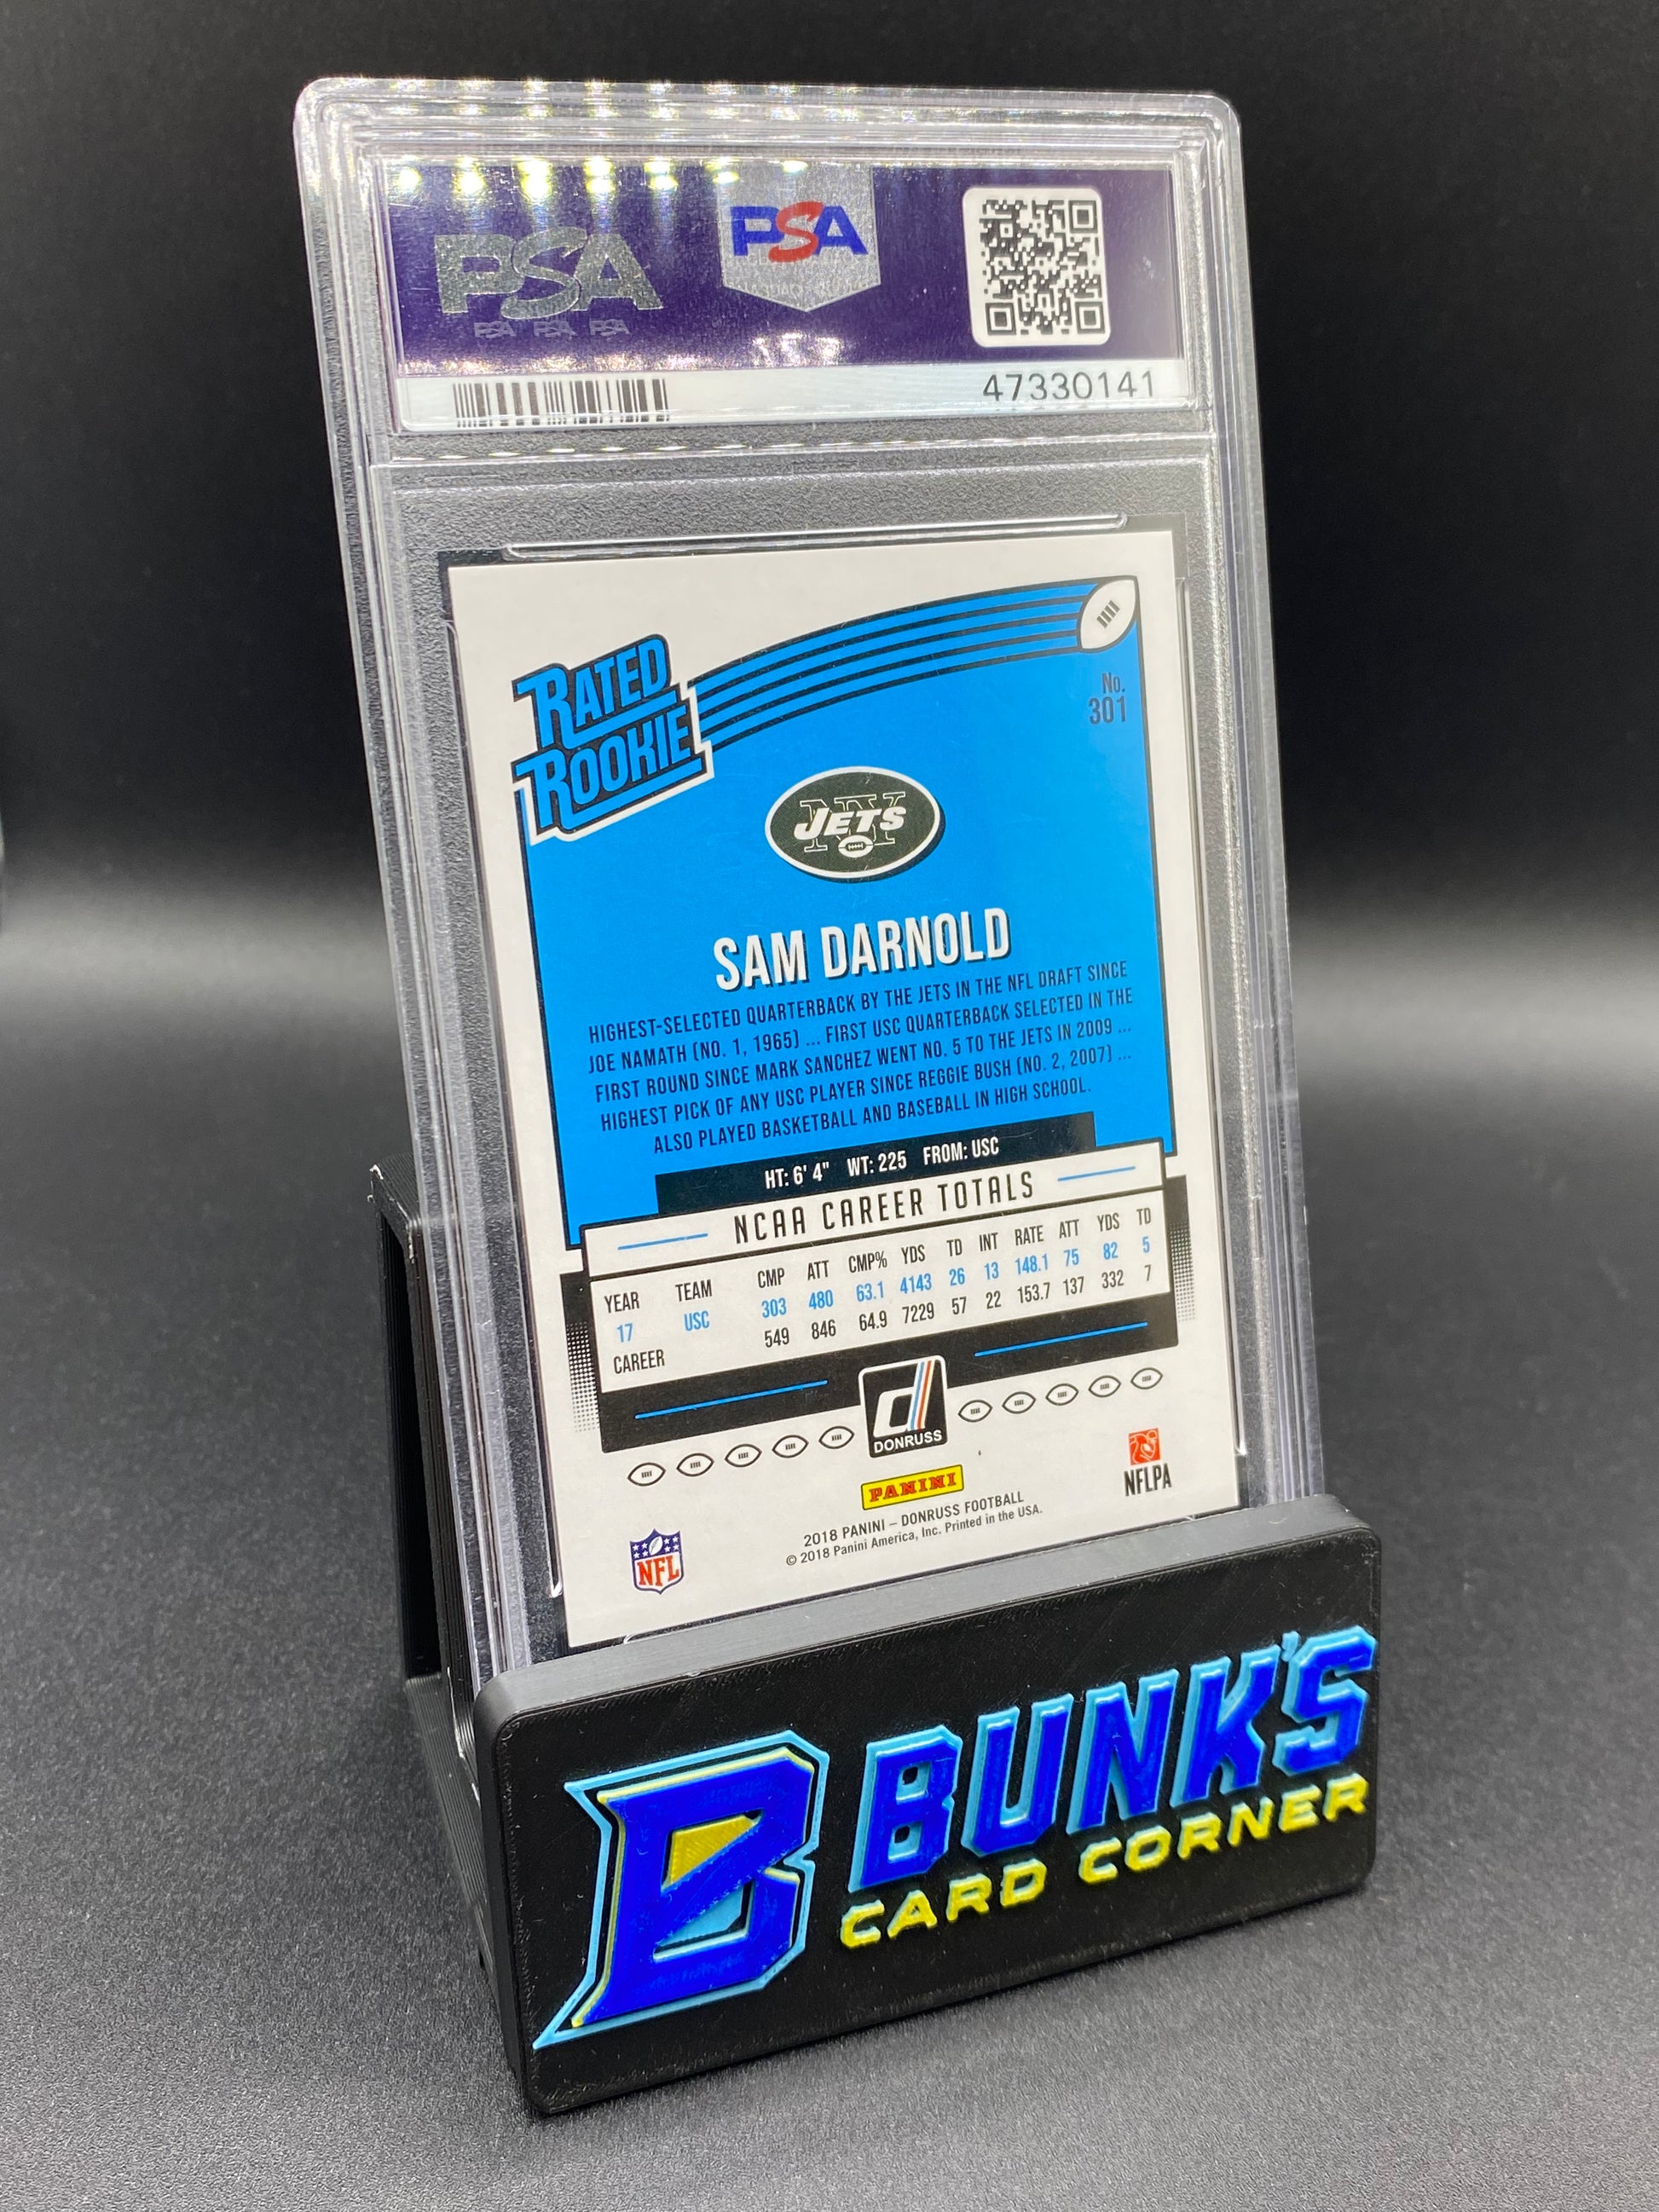 PSA
PSA
PSA PSA PSA
47330141
RATED
ROOKIE
No.
301
NY
JETS
SAM DARNOLD
HIGHEST-SELECTED QUARTERBACK BY THE JETS IN THE NFL DRAFT SINCE
JOE NAMATH (NO. 1, 1965) ... FIRST USC QUARTERBACK SELECTED IN THE
FIRST ROUND SINCE MARK SANCHEZ WENT NO. 5 TO THE JETS IN 2009 ...
HIGHEST PICK OF ANY USC PLAYER SINCE REGGIE BUSH (NO. 2, 2007) ...
ALSO PLAYED BASKETBALL AND BASEBALL IN HIGH SCHOOL.
HT: 6' 4" WT: 225 FROM: USC
NCAA CAREER TOTALS
YEAR TEAM CMP ATT CMP% YDS TD INT RATE ATT YDS TD
17 USC 303 480 63.1 4143 26 13 148.1 75 82 5
CAREER 549 846 64.9 7229 57 22 153.7 137 332 7
d
DONRUSS
PANINI
NFLPA
2018 PANINI – DONRUSS FOOTBALL
© 2018 Panini America, Inc. Printed in the USA.
NFL
B
BUNK'S
CARD CORNER